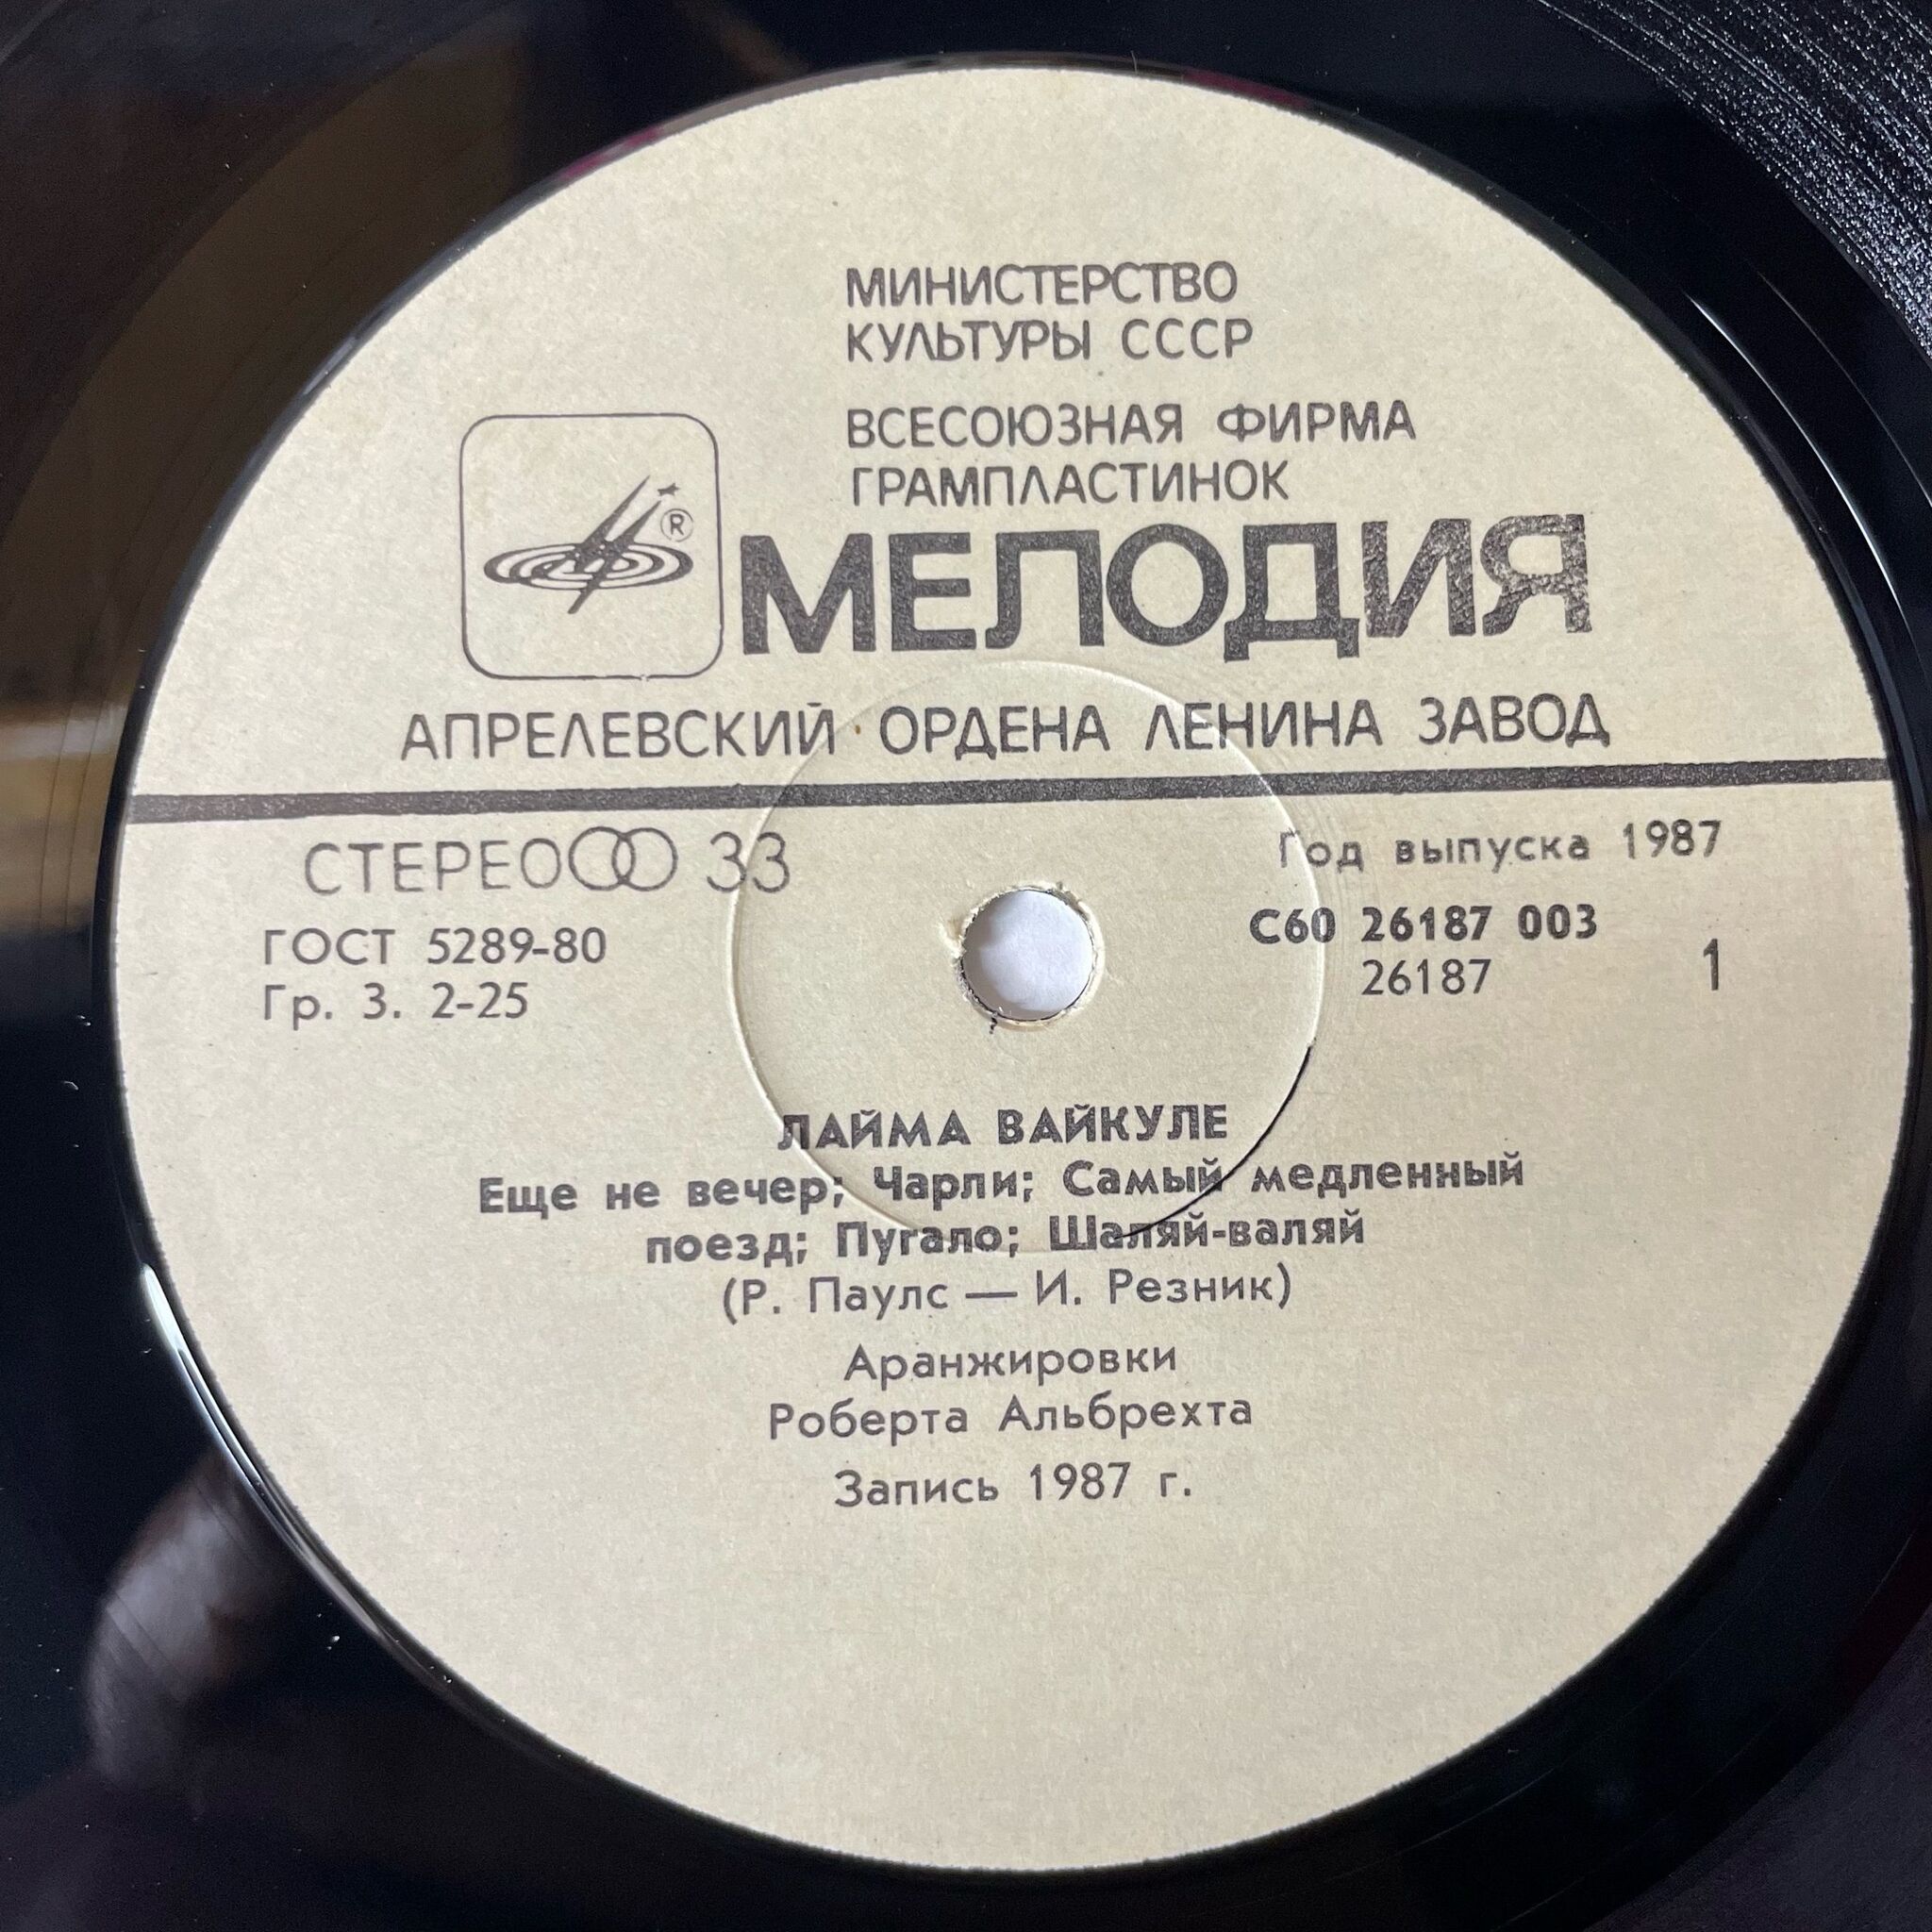 МИНИСТЕРСТВО
КУЛЬТУРЫ СССР
ВСЕСОЮЗНАЯ ФИРМА
ГРАМПЛАСТИНОК
®
МЕЛОДИЯ
АПРЕЛЕВСКИЙ ОРДЕНА ЛЕНИНА ЗАВОД
СТЕРЕО 33
Год выпуска 1987
ГОСТ 5289-80
Гр. 3. 2-25
С60 26187 003
26187
1
ЛАЙМА ВАЙКУЛЕ
Еще не вечер; Чарли; Самый медленный
поезд; Пугало; Шаляй-валяй
(Р. Паулс — И. Резник)
Аранжировки
Роберта Альбрехта
Запись 1987 г.